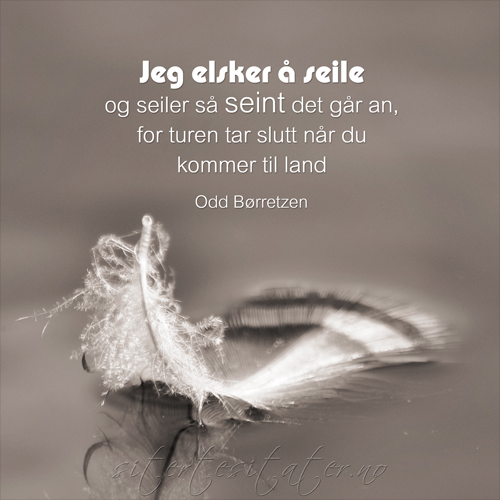 Jeg elsker å seile
og seiler så seint det går an,
for turen tar slutt når du
kommer til land
Odd Børretzen
sitertesitater.no